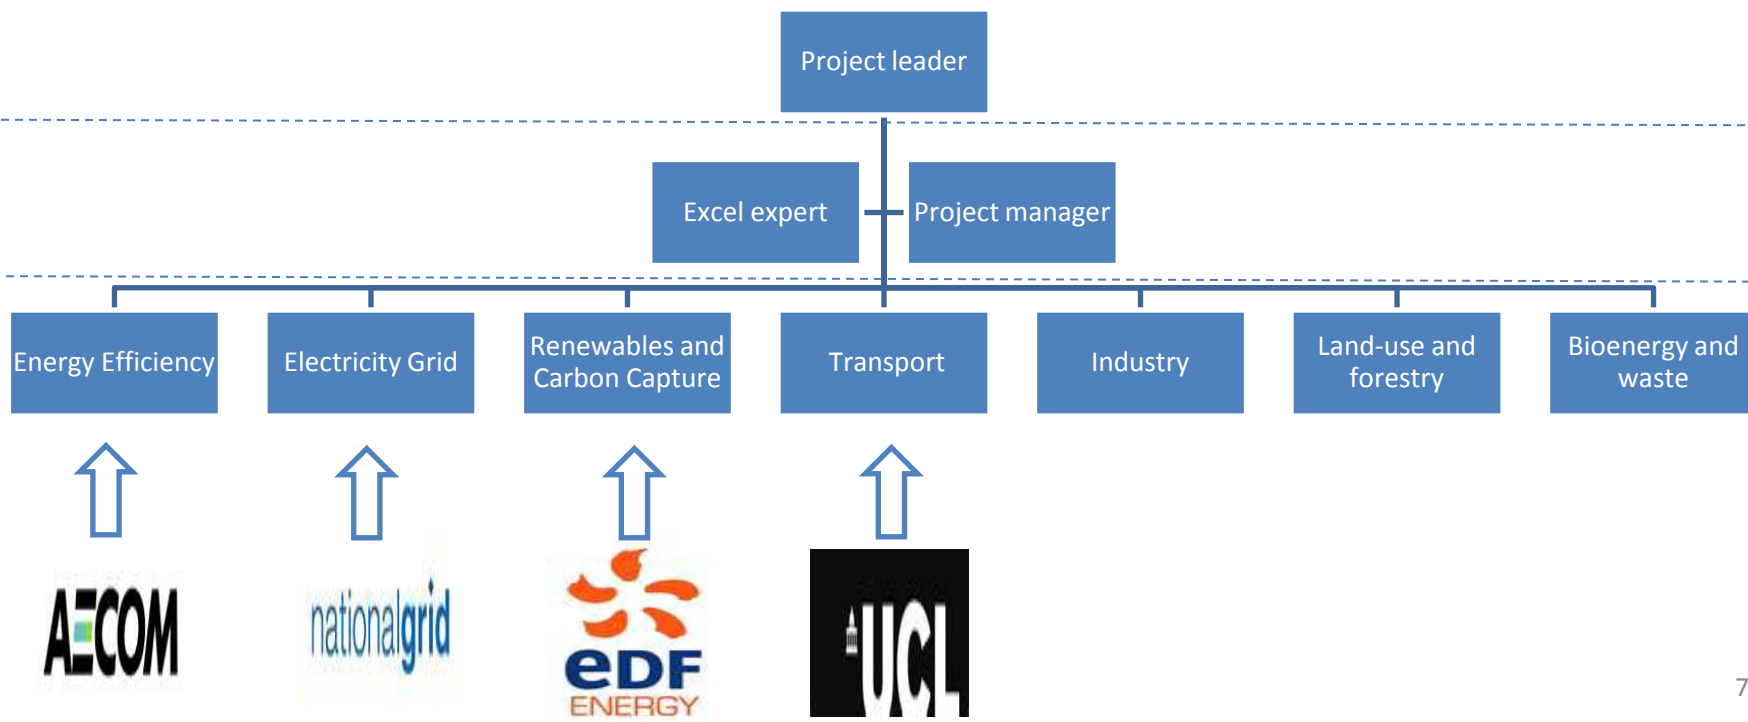 Project leader
Excel expert
Project manager
Energy Efficiency
Electricity Grid
Renewables and
Carbon Capture
Transport
Industry
Land-use and
forestry
Bioenergy and
waste
AECOM
nationalgrid
eDF
ENERGY
UCL
7